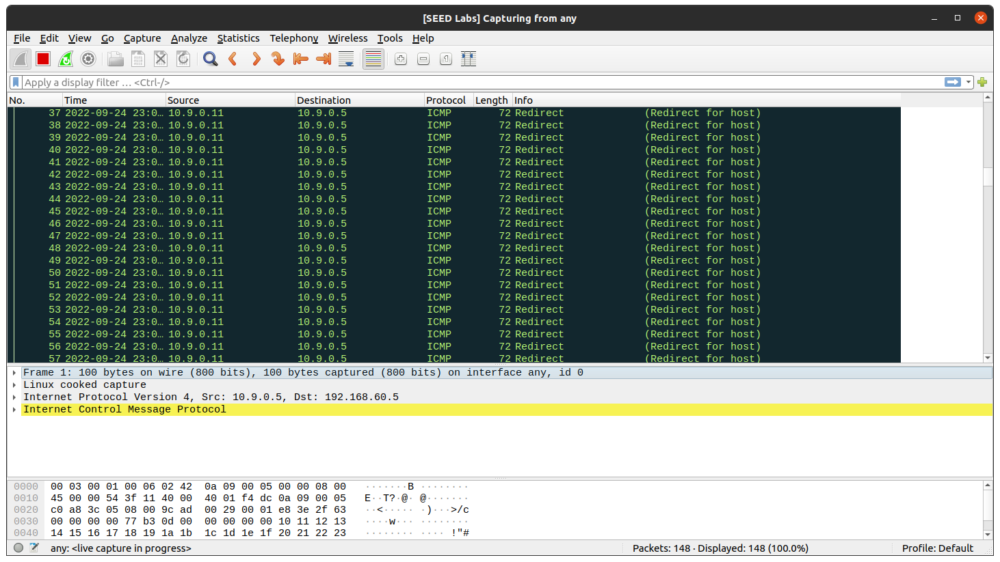 [SEED Labs] Capturing from any
File Edit View Go Capture Analyze Statistics Telephony Wireless Tools Help
Apply a display filter … <Ctrl-/>
No. Time Source Destination Protocol Length Info
37 2022-09-24 23:0… 10.9.0.11 10.9.0.5 ICMP 72 Redirect (Redirect for host)
38 2022-09-24 23:0… 10.9.0.11 10.9.0.5 ICMP 72 Redirect (Redirect for host)
39 2022-09-24 23:0… 10.9.0.11 10.9.0.5 ICMP 72 Redirect (Redirect for host)
40 2022-09-24 23:0… 10.9.0.11 10.9.0.5 ICMP 72 Redirect (Redirect for host)
41 2022-09-24 23:0… 10.9.0.11 10.9.0.5 ICMP 72 Redirect (Redirect for host)
42 2022-09-24 23:0… 10.9.0.11 10.9.0.5 ICMP 72 Redirect (Redirect for host)
43 2022-09-24 23:0… 10.9.0.11 10.9.0.5 ICMP 72 Redirect (Redirect for host)
44 2022-09-24 23:0… 10.9.0.11 10.9.0.5 ICMP 72 Redirect (Redirect for host)
45 2022-09-24 23:0… 10.9.0.11 10.9.0.5 ICMP 72 Redirect (Redirect for host)
46 2022-09-24 23:0… 10.9.0.11 10.9.0.5 ICMP 72 Redirect (Redirect for host)
47 2022-09-24 23:0… 10.9.0.11 10.9.0.5 ICMP 72 Redirect (Redirect for host)
48 2022-09-24 23:0… 10.9.0.11 10.9.0.5 ICMP 72 Redirect (Redirect for host)
49 2022-09-24 23:0… 10.9.0.11 10.9.0.5 ICMP 72 Redirect (Redirect for host)
50 2022-09-24 23:0… 10.9.0.11 10.9.0.5 ICMP 72 Redirect (Redirect for host)
51 2022-09-24 23:0… 10.9.0.11 10.9.0.5 ICMP 72 Redirect (Redirect for host)
52 2022-09-24 23:0… 10.9.0.11 10.9.0.5 ICMP 72 Redirect (Redirect for host)
53 2022-09-24 23:0… 10.9.0.11 10.9.0.5 ICMP 72 Redirect (Redirect for host)
54 2022-09-24 23:0… 10.9.0.11 10.9.0.5 ICMP 72 Redirect (Redirect for host)
55 2022-09-24 23:0… 10.9.0.11 10.9.0.5 ICMP 72 Redirect (Redirect for host)
56 2022-09-24 23:0… 10.9.0.11 10.9.0.5 ICMP 72 Redirect (Redirect for host)
57 2022-09-24 23:0… 10.9.0.11 10.9.0.5 ICMP 72 Redirect (Redirect for host)
Frame 1: 100 bytes on wire (800 bits), 100 bytes captured (800 bits) on interface any, id 0
Linux cooked capture
Internet Protocol Version 4, Src: 10.9.0.5, Dst: 192.168.60.5
Internet Control Message Protocol
0000 00 03 00 01 00 06 02 42 0a 09 00 05 00 00 08 00 ·······B ········
0010 45 00 00 54 3f 11 40 00 40 01 f4 dc 0a 09 00 05 E··T?·@· @·······
0020 c0 a8 3c 05 08 00 9c ad 00 29 00 01 e8 3e 2f 63 ··<····· ·)···>/c
0030 00 00 00 00 77 b3 0d 00 00 00 00 00 10 11 12 13 ····w··· ········
0040 14 15 16 17 18 19 1a 1b 1c 1d 1e 1f 20 21 22 23 ········ ···· !"#
any: <live capture in progress> Packets: 148 · Displayed: 148 (100.0%) Profile: Default